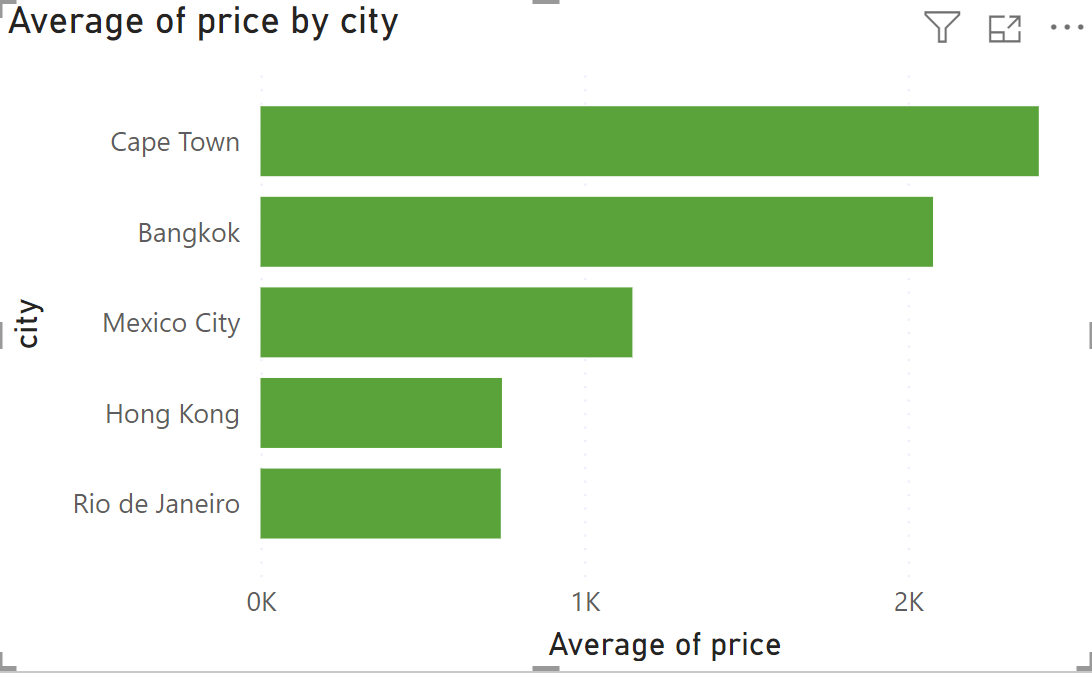 Average of price by city
Cape Town
Bangkok
Mexico City
Hong Kong
Rio de Janeiro
city
0K 1K 2K
Average of price